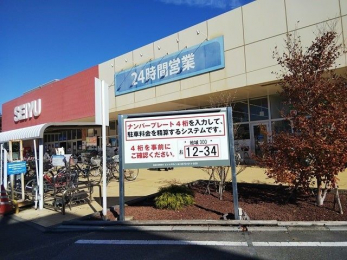 SEIYU
24時間営業
ナンバープレート4桁を入力して、
駐車料金を精算するシステムです。
4桁を事前に
ご確認ください。
12-34